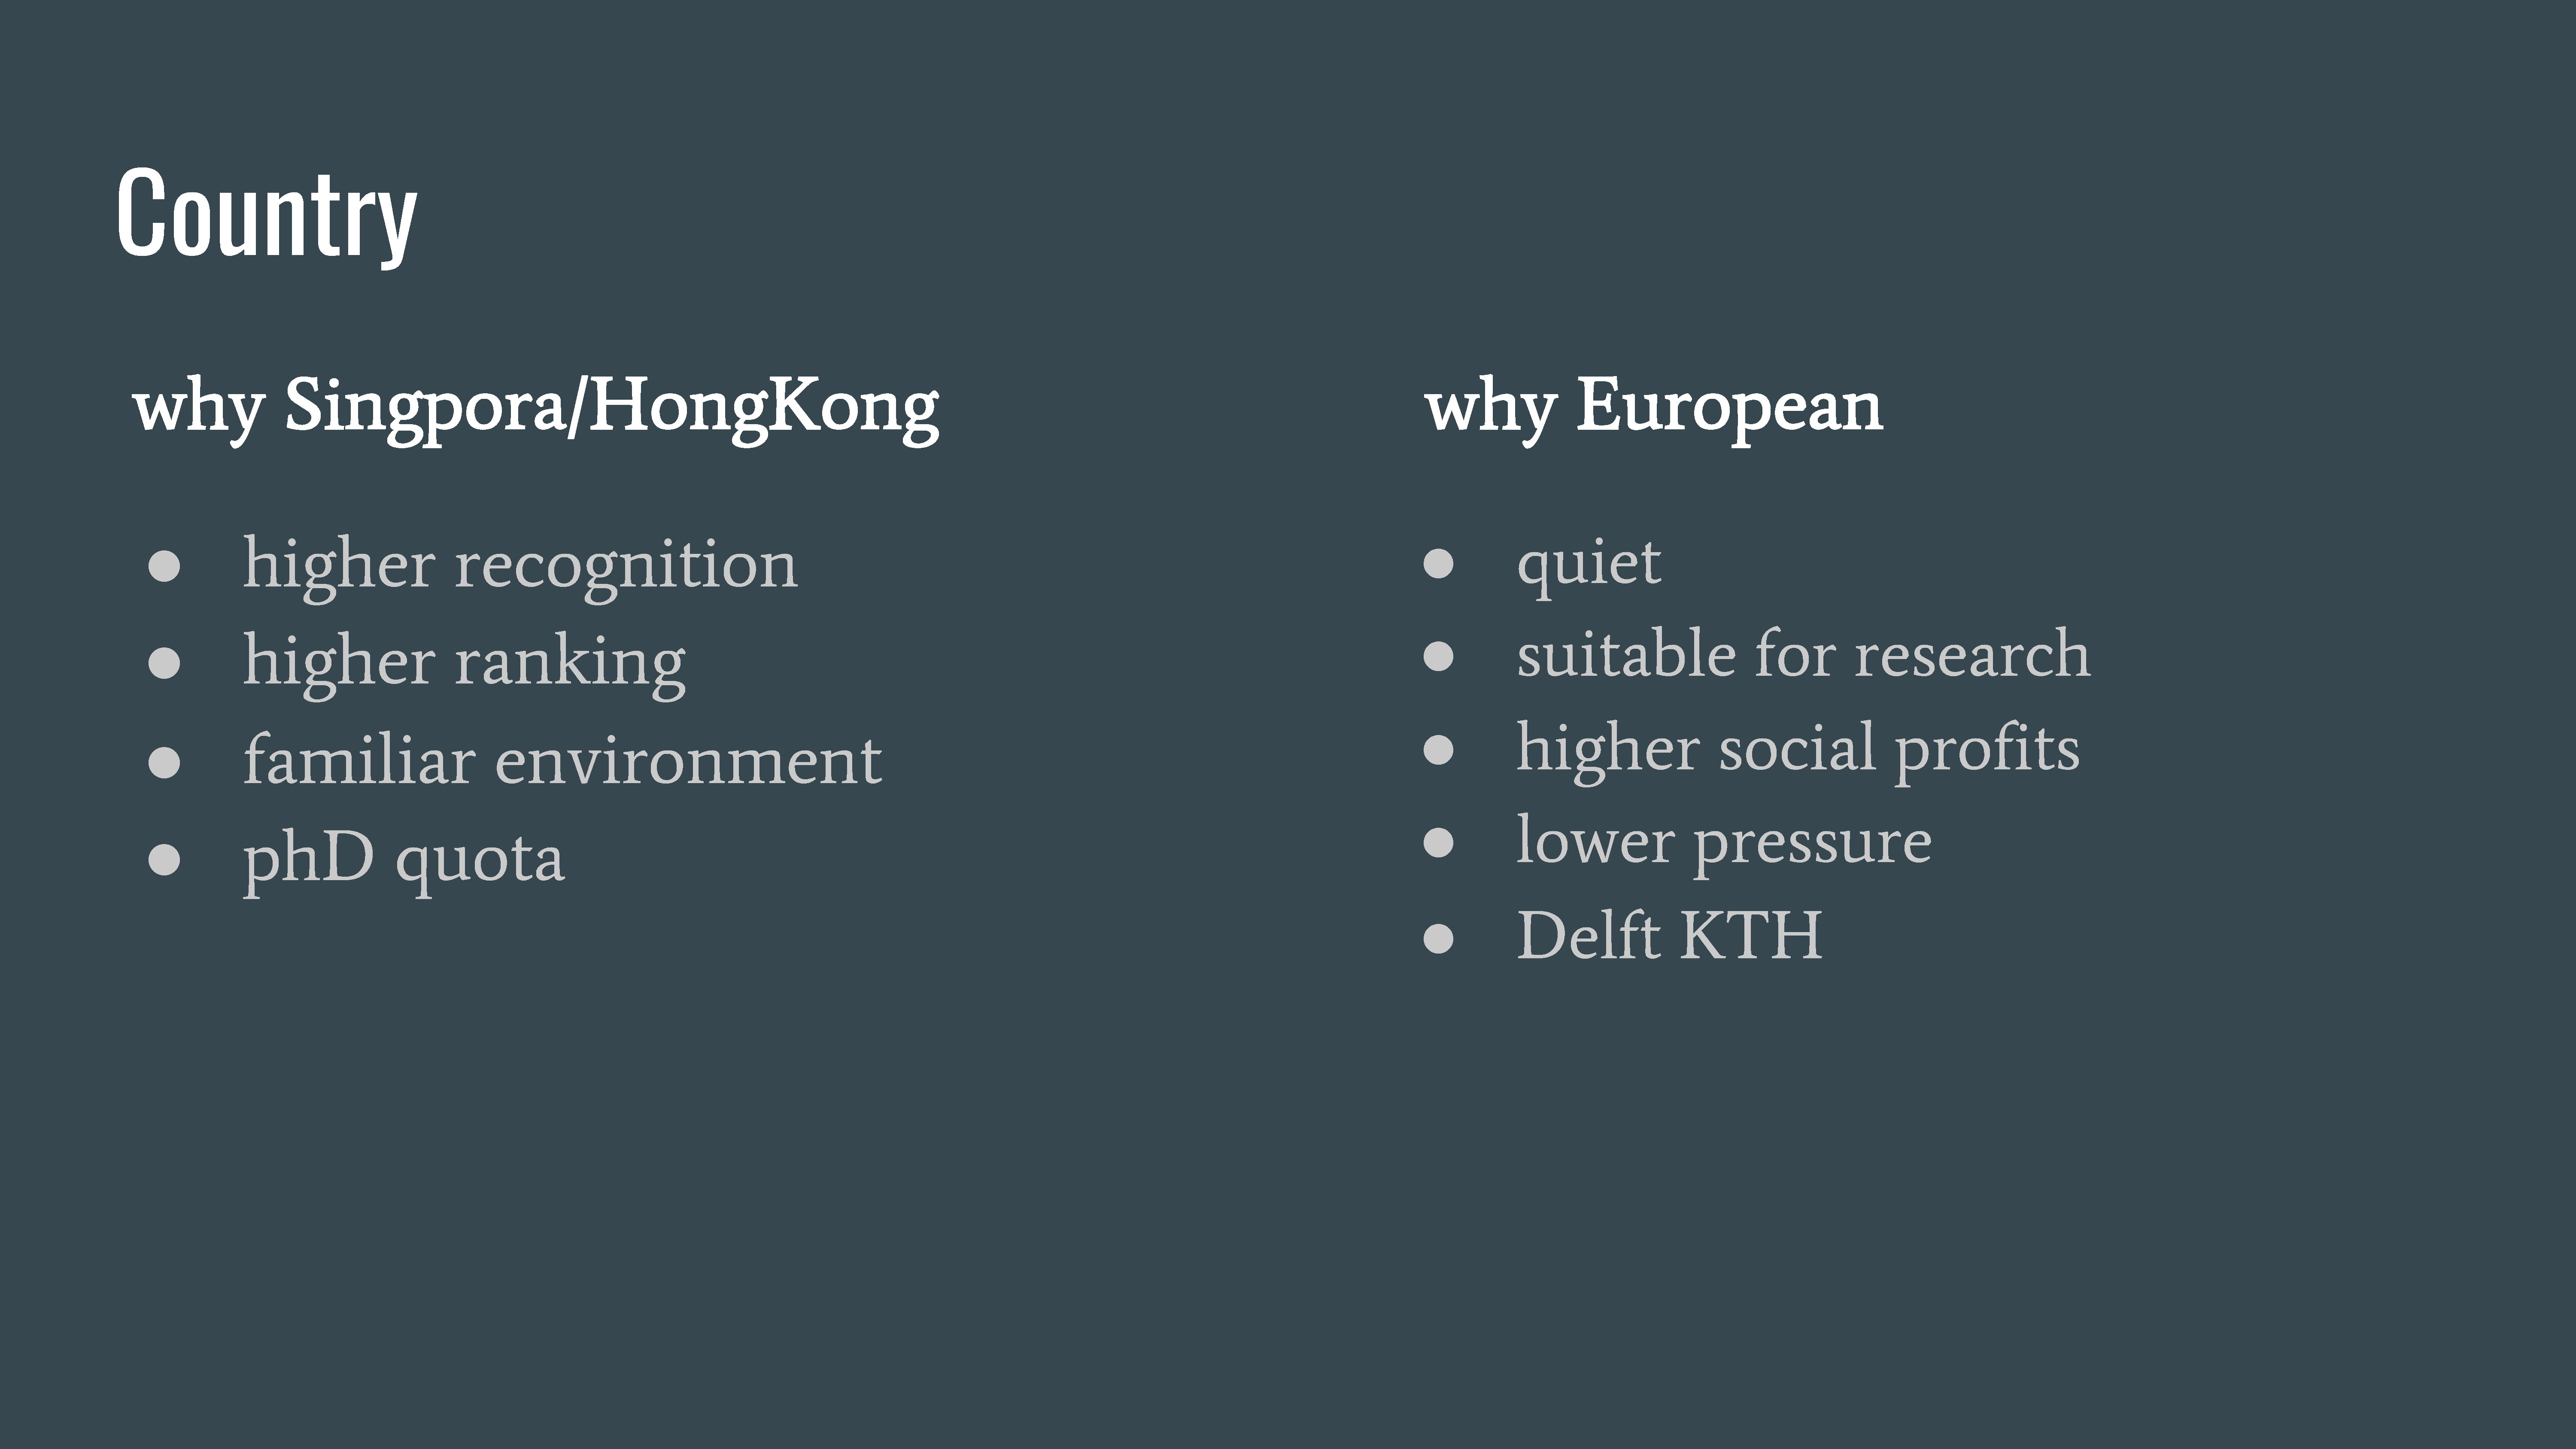 Country
why Singpora/HongKong
● higher recognition
● higher ranking
● familiar environment
● phD quota
why European
● quiet
● suitable for research
● higher social profits
● lower pressure
● Delft KTH